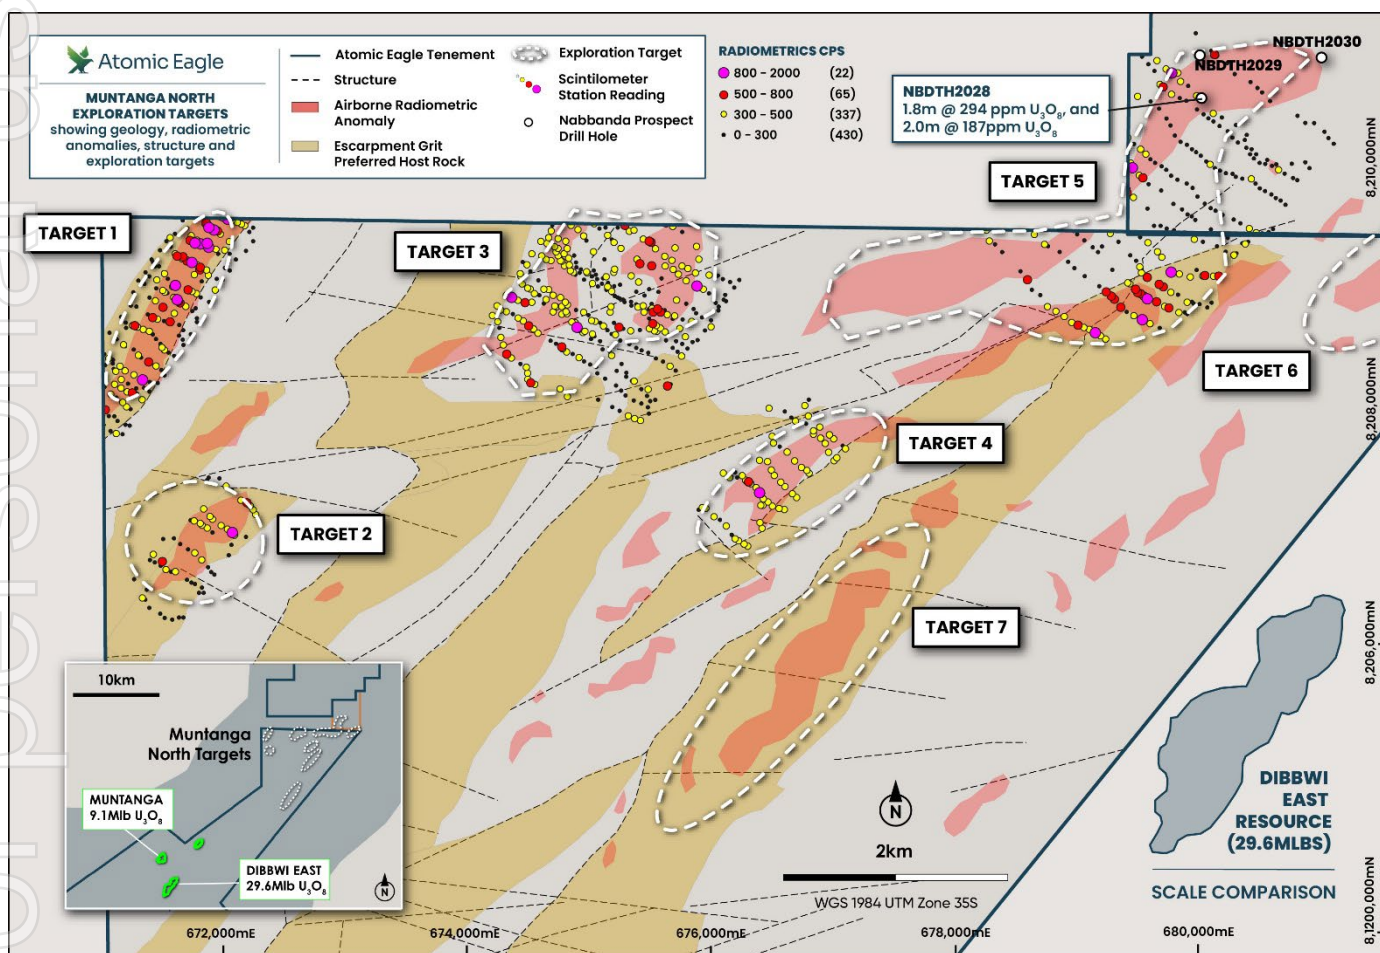 Atomic Eagle
MUNTANGA NORTH
EXPLORATION TARGETS
showing geology, radiometric
anomalies, structure and
exploration targets
Atomic Eagle Tenement
Structure
Airborne Radiometric
Anomaly
Escarpment Grit
Preferred Host Rock
Exploration Target
Scintilometer
Station Reading
Nabbanda Prospect
Drill Hole
RADIOMETRICS CPS
800 - 2000 (22)
500 - 800 (65)
300 - 500 (337)
0 - 300 (430)
NBDTH2030
NBDTH2029
NBDTH2028
1.8m @ 294 ppm U₃O₈, and
2.0m @ 187ppm U₃O₈
TARGET 5
TARGET 1
TARGET 3
TARGET 6
TARGET 4
TARGET 2
TARGET 7
8,210,000mN
8,208,000mN
8,206,000mN
8,1200,000mN
10km
Muntanga
North Targets
MUNTANGA
9.1Mlb U₃O₈
DIBBWI EAST
29.6Mlb U₃O₈
N
N
2km
WGS 1984 UTM Zone 35S
DIBBWI
EAST
RESOURCE
(29.6MLBS)
SCALE COMPARISON
672,000mE
674,000mE
676,000mE
678,000mE
680,000mE
or personal us